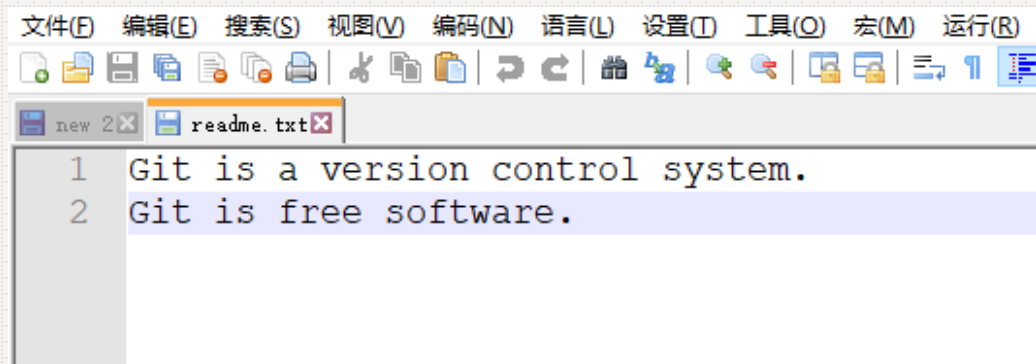 文件(F) 编辑(E) 搜索(S) 视图(V) 编码(N) 语言(L) 设置(T) 工具(O) 宏(M) 运行(R)
new 2 readme.txt
1 Git is a version control system.
2 Git is free software.